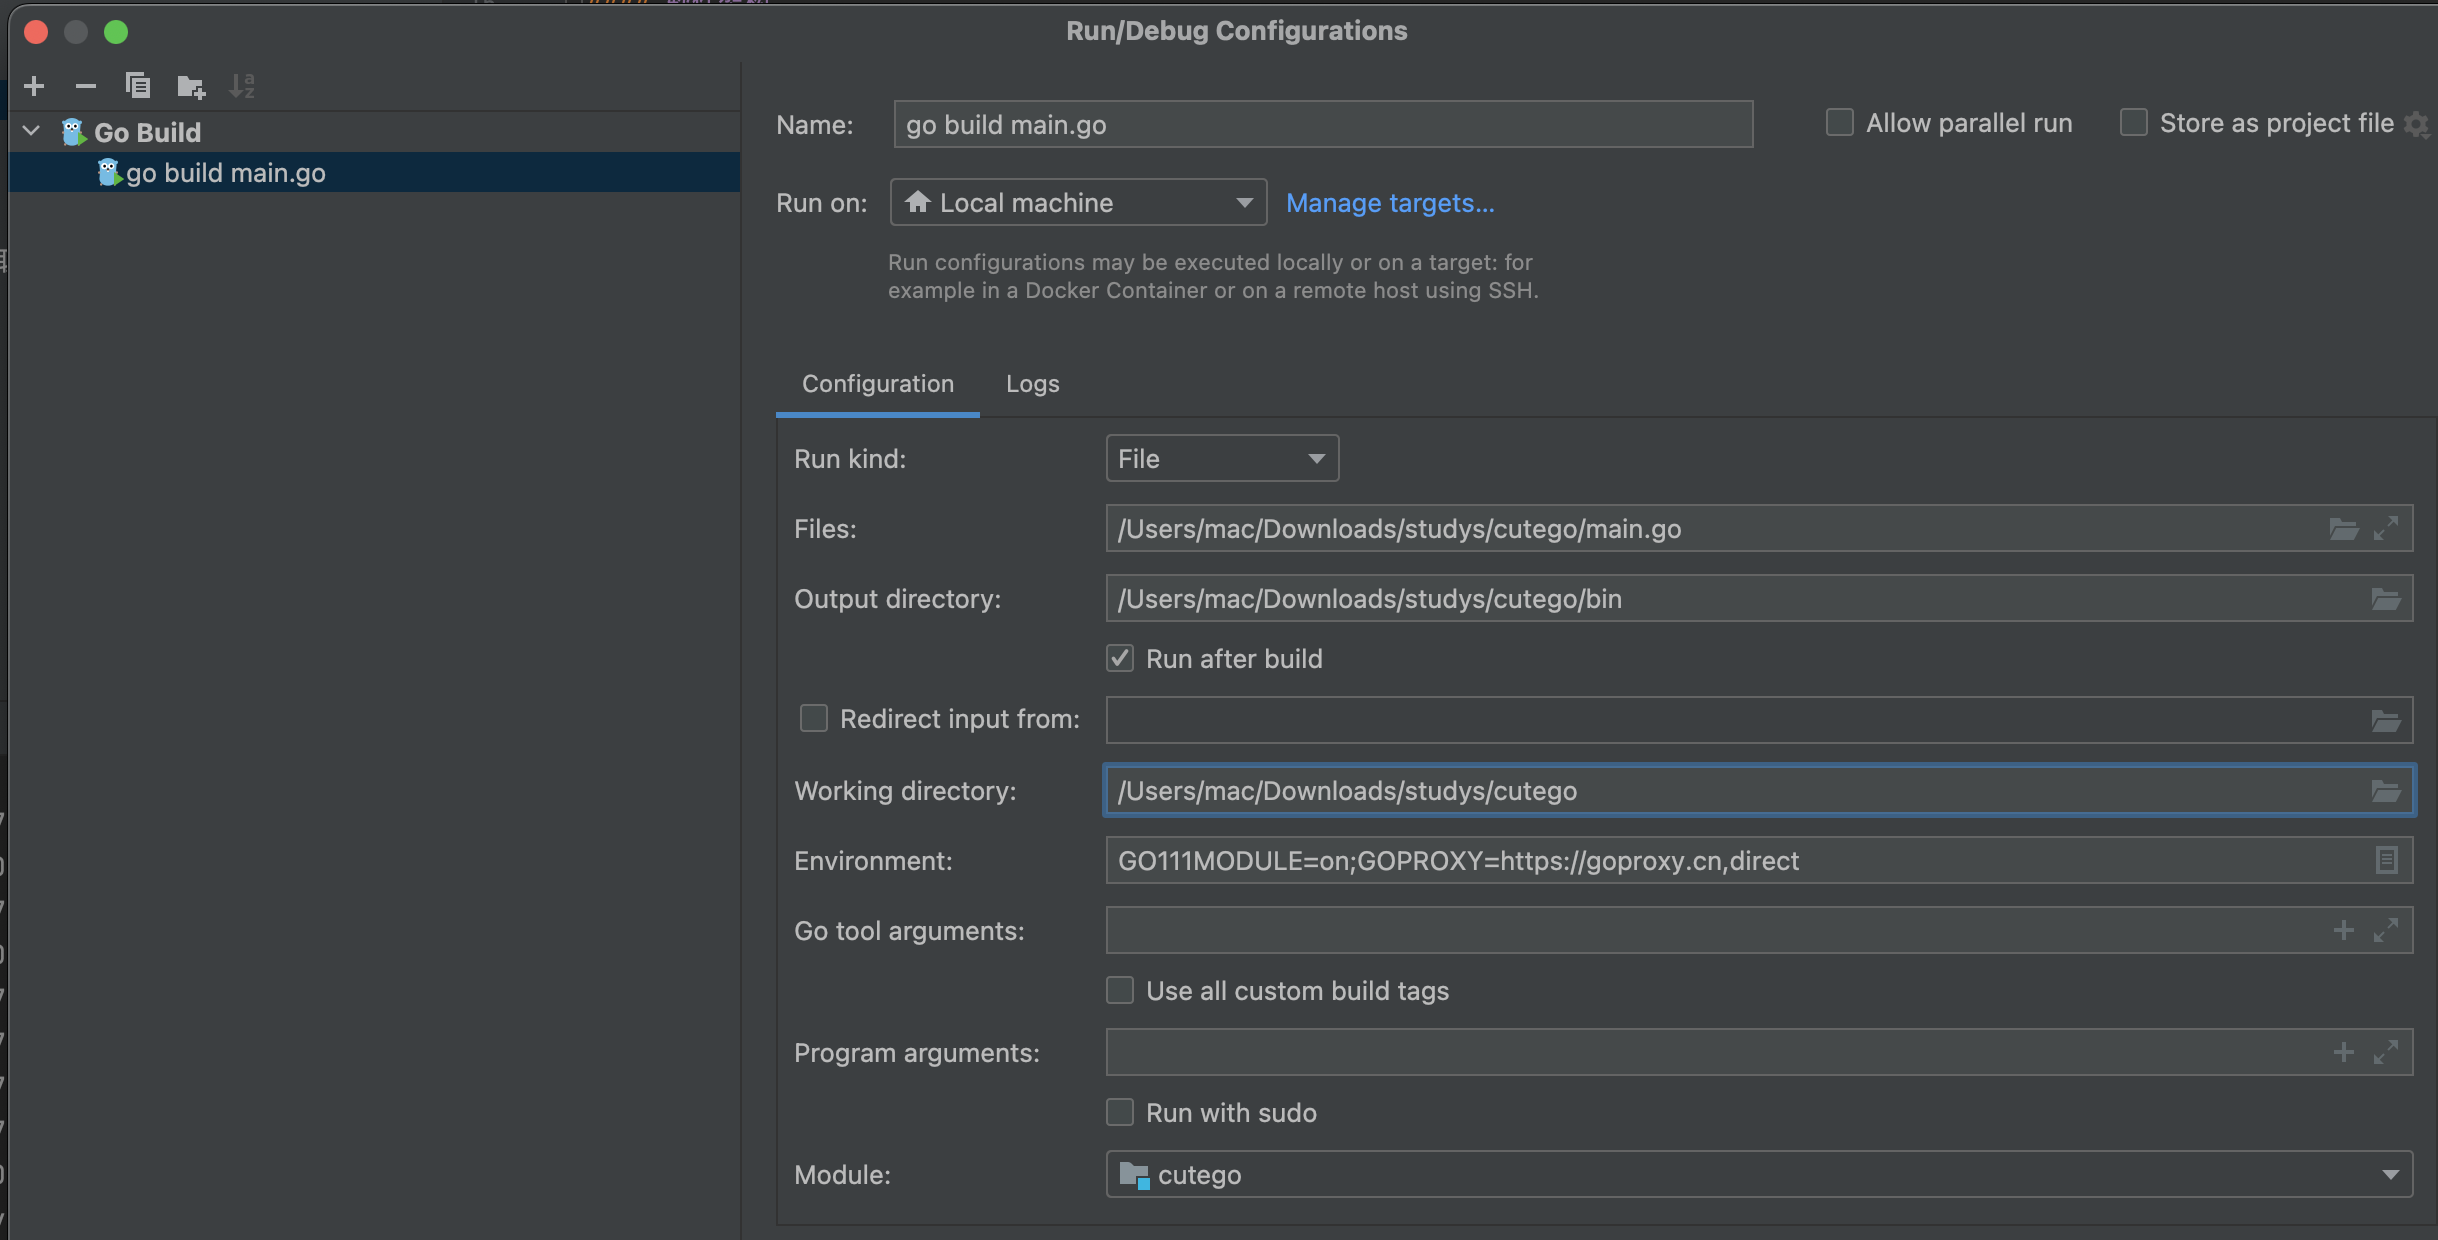 Run/Debug Configurations
Go Build
go build main.go
Name:
go build main.go
Allow parallel run
Store as project file
Run on:
Local machine
Manage targets...
Run configurations may be executed locally or on a target: for
example in a Docker Container or on a remote host using SSH.
Configuration
Logs
Run kind:
File
Files:
/Users/mac/Downloads/studys/cutego/main.go
Output directory:
/Users/mac/Downloads/studys/cutego/bin
Run after build
Redirect input from:
Working directory:
/Users/mac/Downloads/studys/cutego
Environment:
GO111MODULE=on;GOPROXY=https://goproxy.cn,direct
Go tool arguments:
Use all custom build tags
Program arguments:
Run with sudo
Module:
cutego